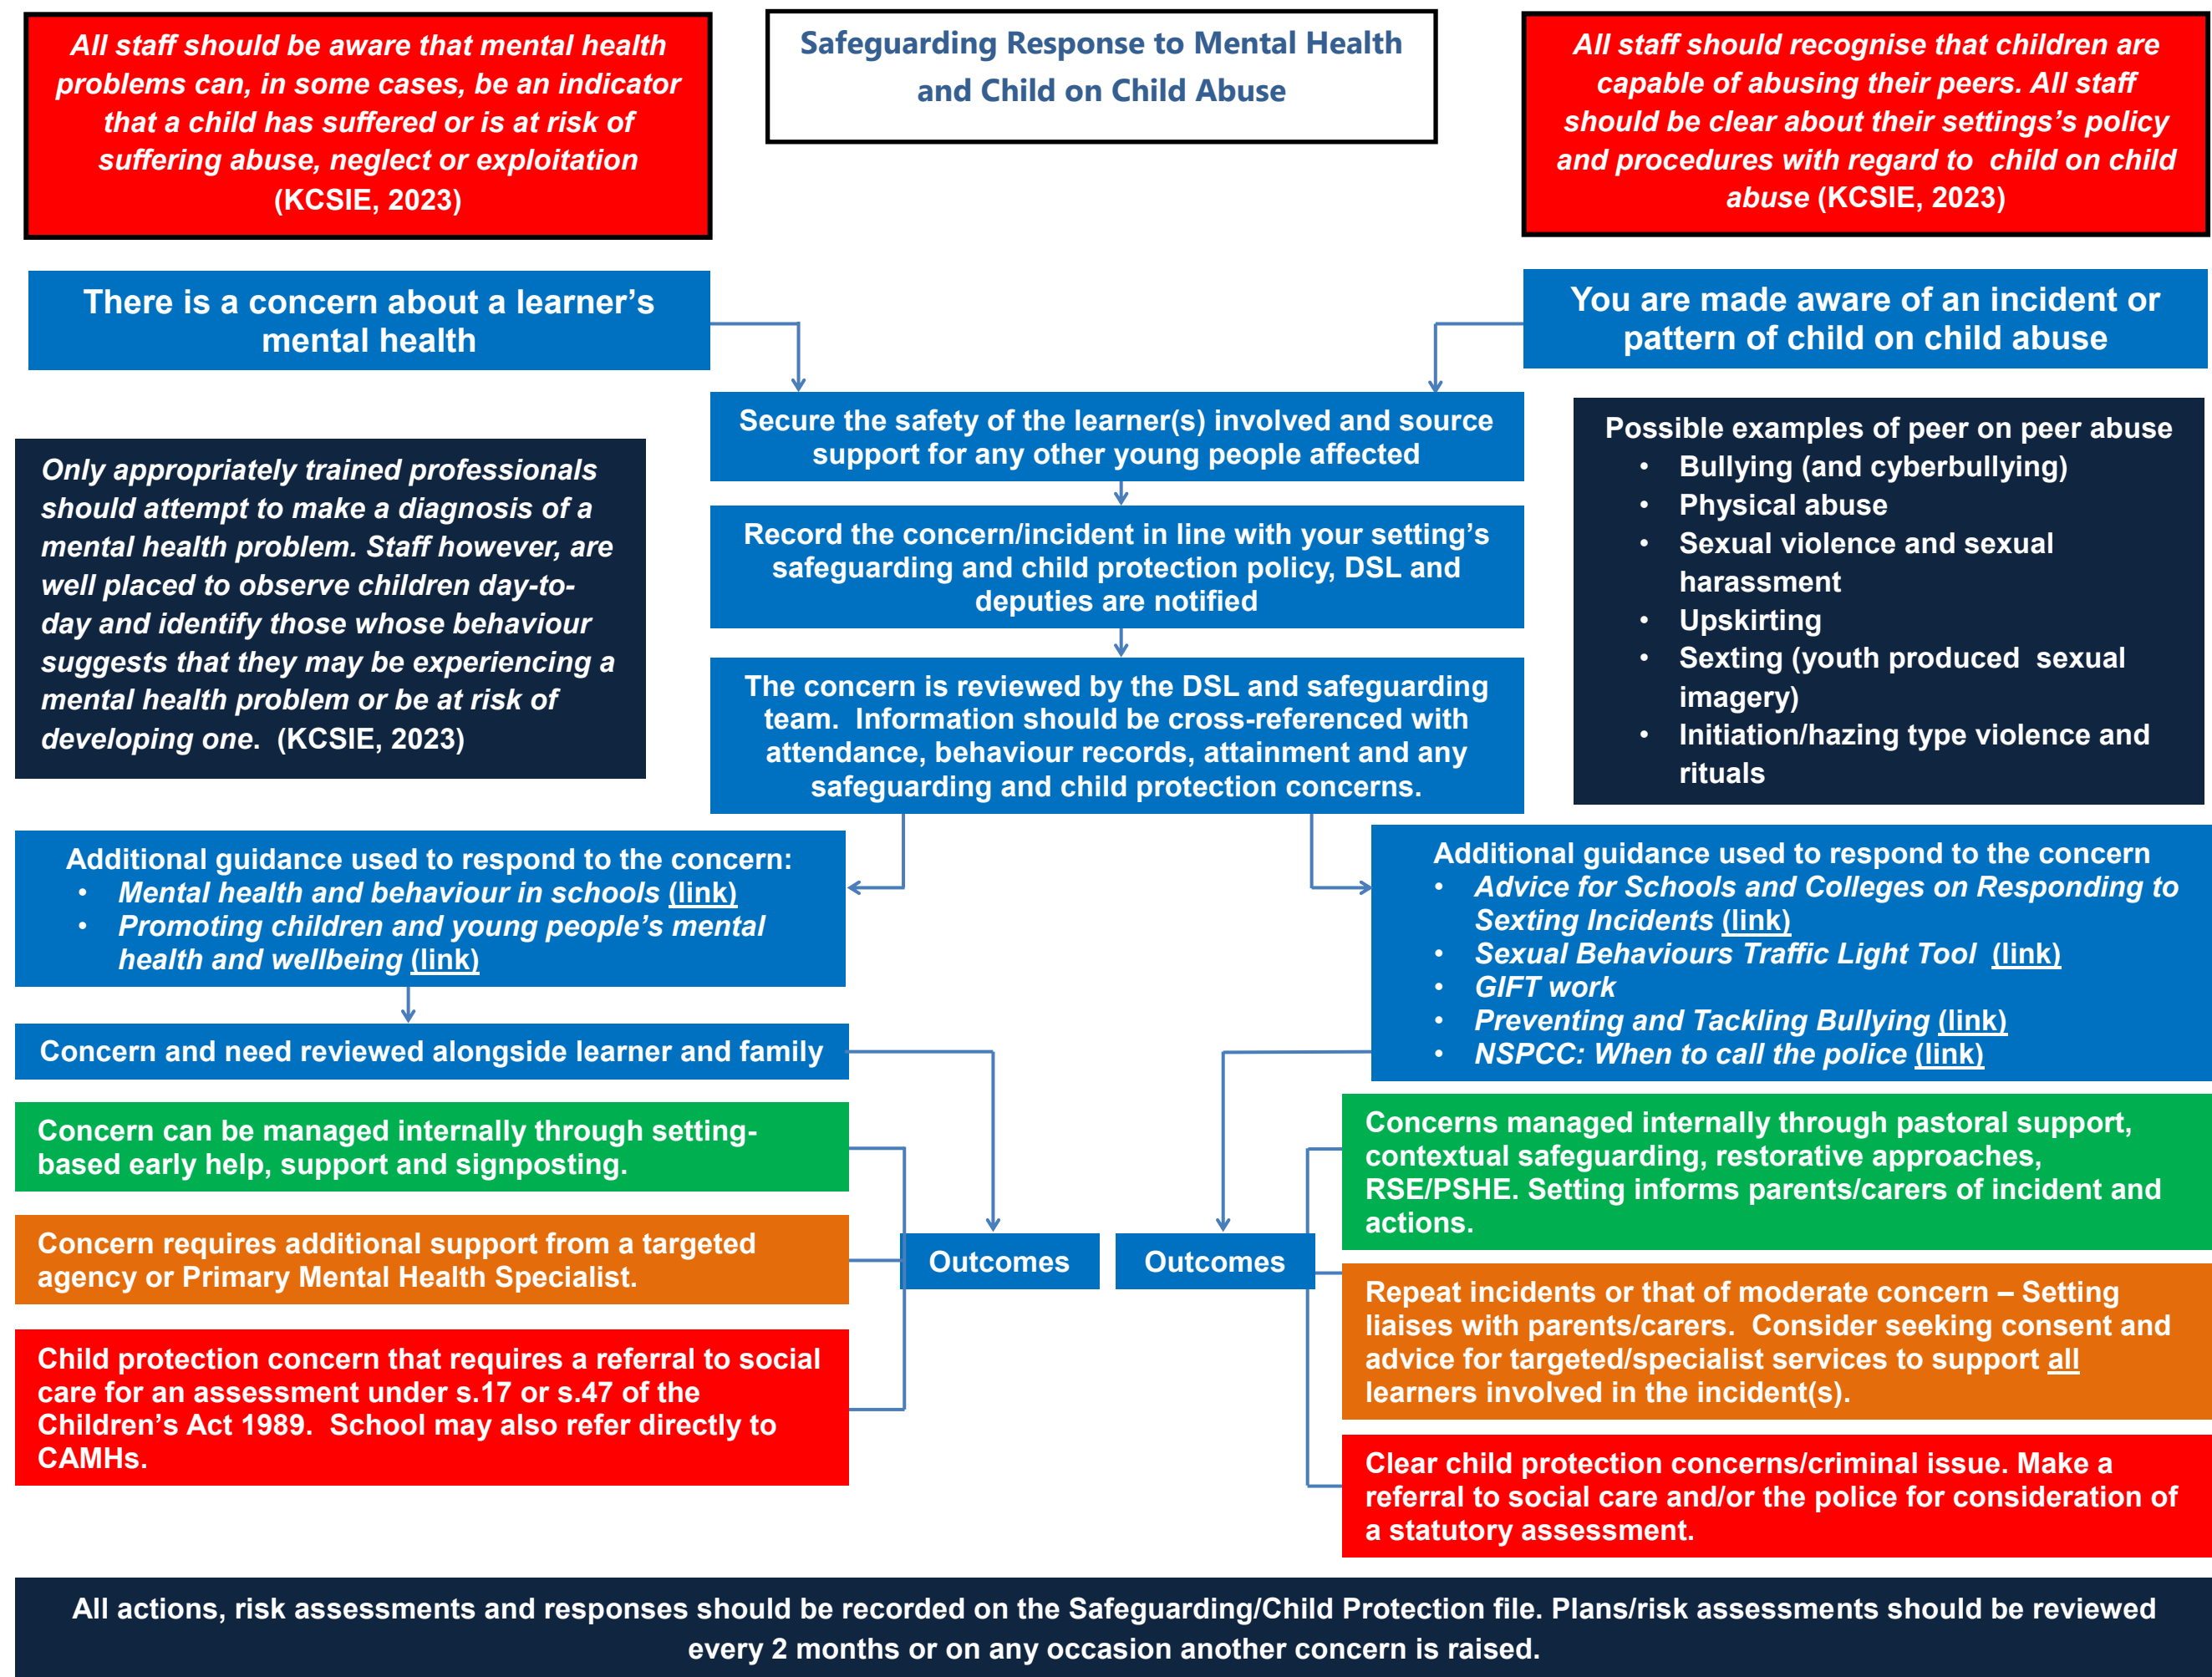 All staff should be aware that mental health
problems can, in some cases, be an indicator
that a child has suffered or is at risk of
suffering abuse, neglect or exploitation
(KCSIE, 2023)
Safeguarding Response to Mental Health
and Child on Child Abuse
All staff should recognise that children are
capable of abusing their peers. All staff
should be clear about their settings's policy
and procedures with regard to child on child
abuse (KCSIE, 2023)
There is a concern about a learner’s
mental health
You are made aware of an incident or
pattern of child on child abuse
Secure the safety of the learner(s) involved and source
support for any other young people affected
Only appropriately trained professionals
should attempt to make a diagnosis of a
mental health problem. Staff however, are
well placed to observe children day-to-
day and identify those whose behaviour
suggests that they may be experiencing a
mental health problem or be at risk of
developing one. (KCSIE, 2023)
Record the concern/incident in line with your setting’s
safeguarding and child protection policy, DSL and
deputies are notified
The concern is reviewed by the DSL and safeguarding
team. Information should be cross-referenced with
attendance, behaviour records, attainment and any
safeguarding and child protection concerns.
Possible examples of peer on peer abuse
• Bullying (and cyberbullying)
• Physical abuse
• Sexual violence and sexual
harassment
• Upskirting
• Sexting (youth produced sexual
imagery)
• Initiation/hazing type violence and
rituals
Additional guidance used to respond to the concern:
• Mental health and behaviour in schools (link)
• Promoting children and young people’s mental
health and wellbeing (link)
Additional guidance used to respond to the concern
• Advice for Schools and Colleges on Responding to
Sexting Incidents (link)
• Sexual Behaviours Traffic Light Tool (link)
• GIFT work
• Preventing and Tackling Bullying (link)
• NSPCC: When to call the police (link)
Concern and need reviewed alongside learner and family
Concern can be managed internally through setting-
based early help, support and signposting.
Concern requires additional support from a targeted
agency or Primary Mental Health Specialist.
Child protection concern that requires a referral to social
care for an assessment under s.17 or s.47 of the
Children’s Act 1989. School may also refer directly to
CAMHs.
Outcomes
Outcomes
Concerns managed internally through pastoral support,
contextual safeguarding, restorative approaches,
RSE/PSHE. Setting informs parents/carers of incident and
actions.
Repeat incidents or that of moderate concern – Setting
liaises with parents/carers. Consider seeking consent and
advice for targeted/specialist services to support all
learners involved in the incident(s).
Clear child protection concerns/criminal issue. Make a
referral to social care and/or the police for consideration of
a statutory assessment.
All actions, risk assessments and responses should be recorded on the Safeguarding/Child Protection file. Plans/risk assessments should be reviewed
every 2 months or on any occasion another concern is raised.